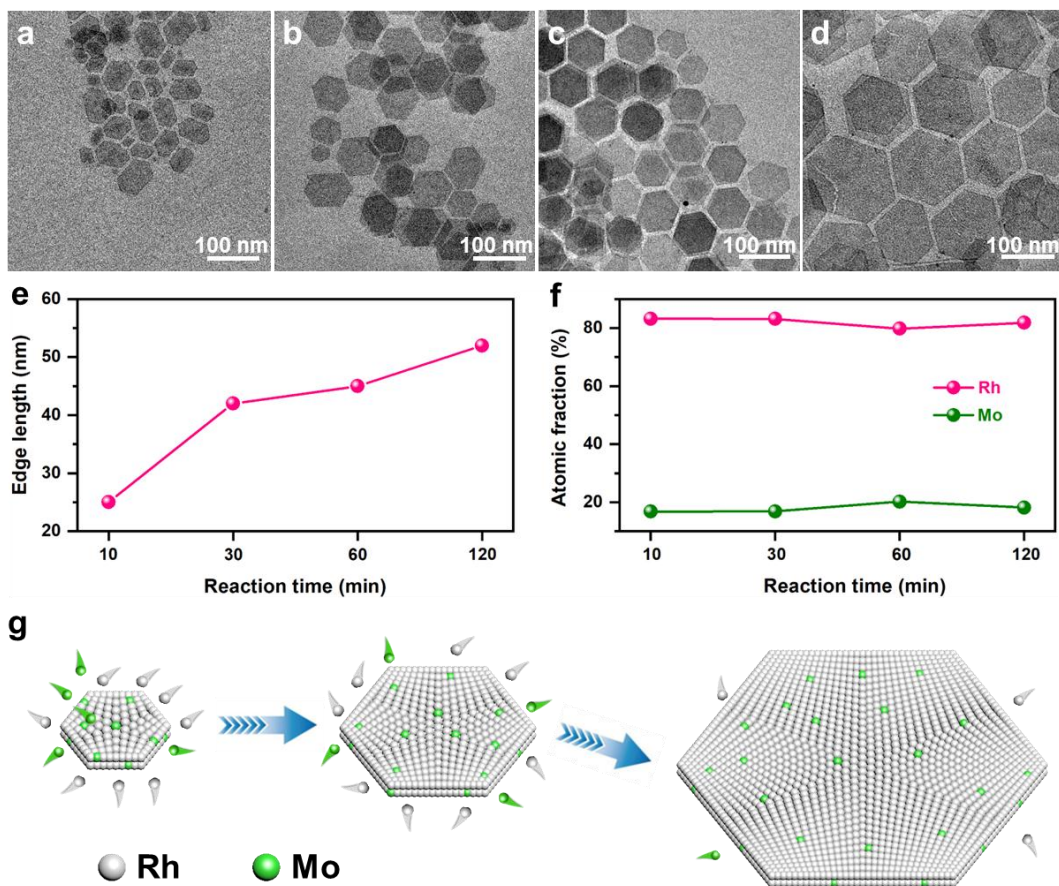 a b c d
100 nm 100 nm 100 nm 100 nm
e
60
50
40
30
20
Edge length (nm)
10 30 60 120
Reaction time (min)
f
80
60
40
20
Atomic fraction (%)
Rh
Mo
10 30 60 120
Reaction time (min)
g
Rh Mo